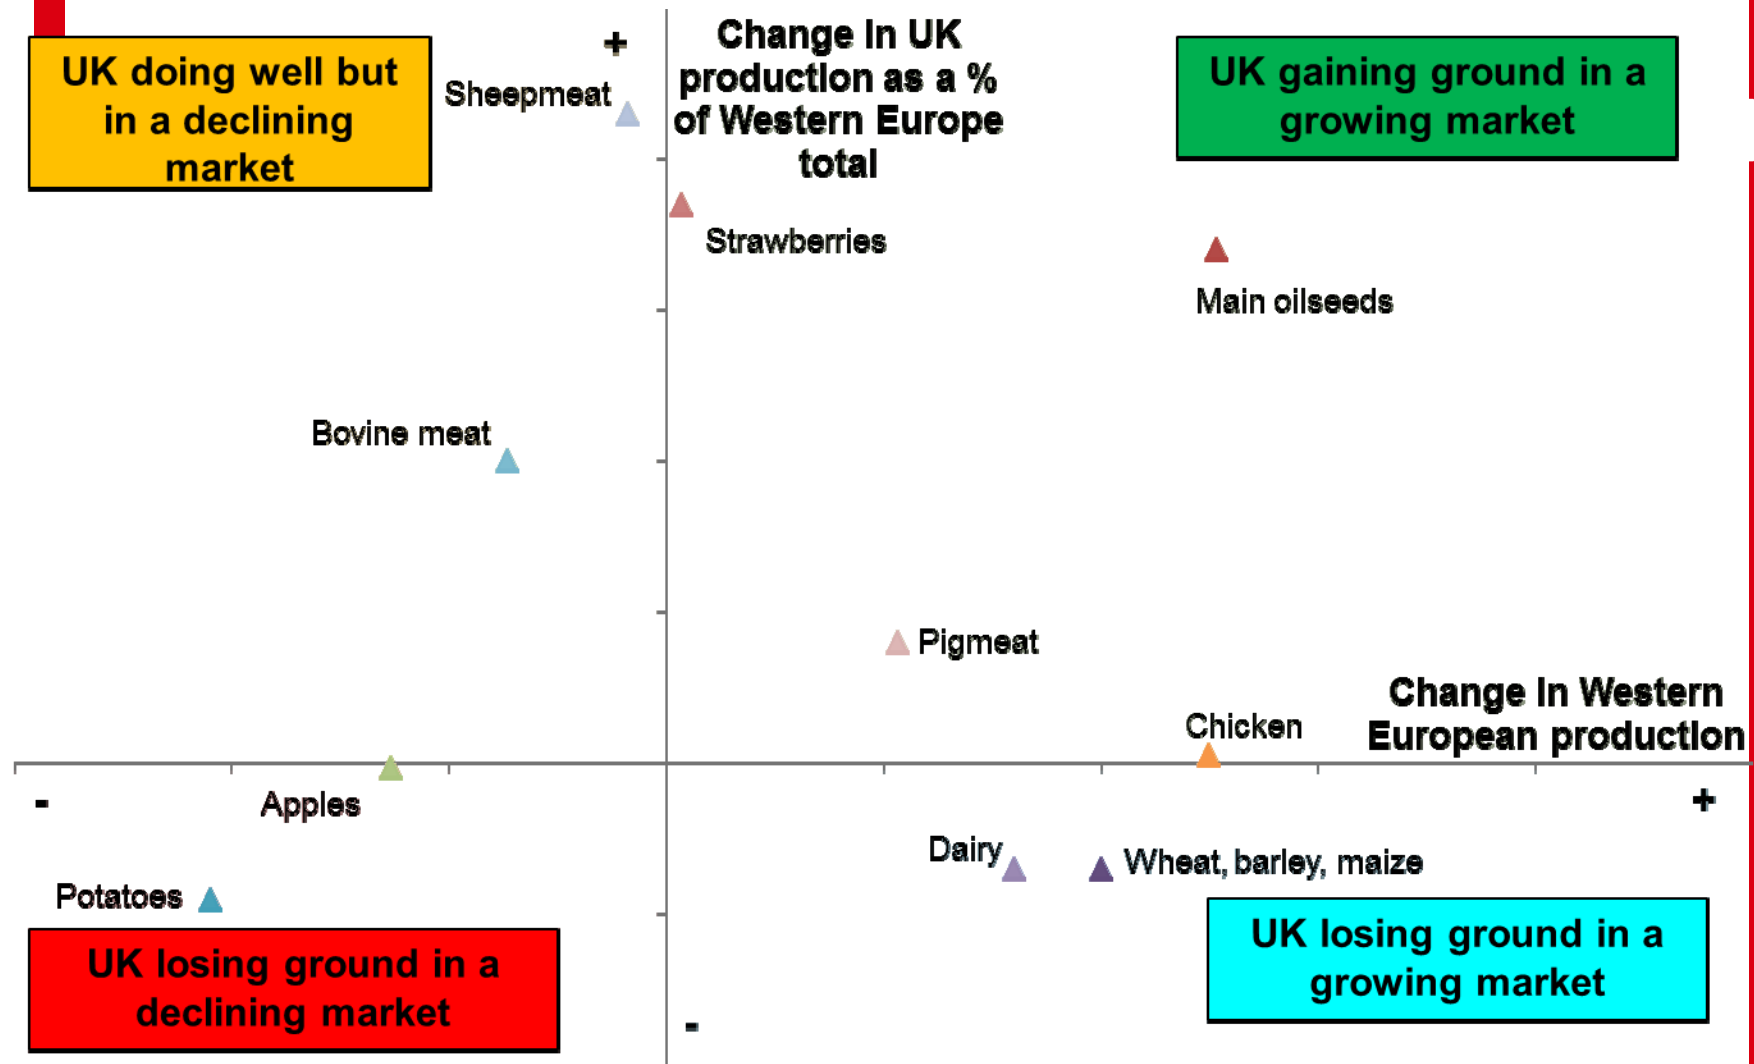 UK doing well but
in a declining
market
+
Change In UK
production as a %
of Western Europe
total
UK gaining ground in a
growing market
Sheepmeat
Strawberries
Main oilseeds
Bovine meat
Pigmeat
Change In Western
European production
Chicken
-
Apples
+
Dairy
Wheat, barley, maize
Potatoes
UK losing ground in a
declining market
UK losing ground in a
growing market
-